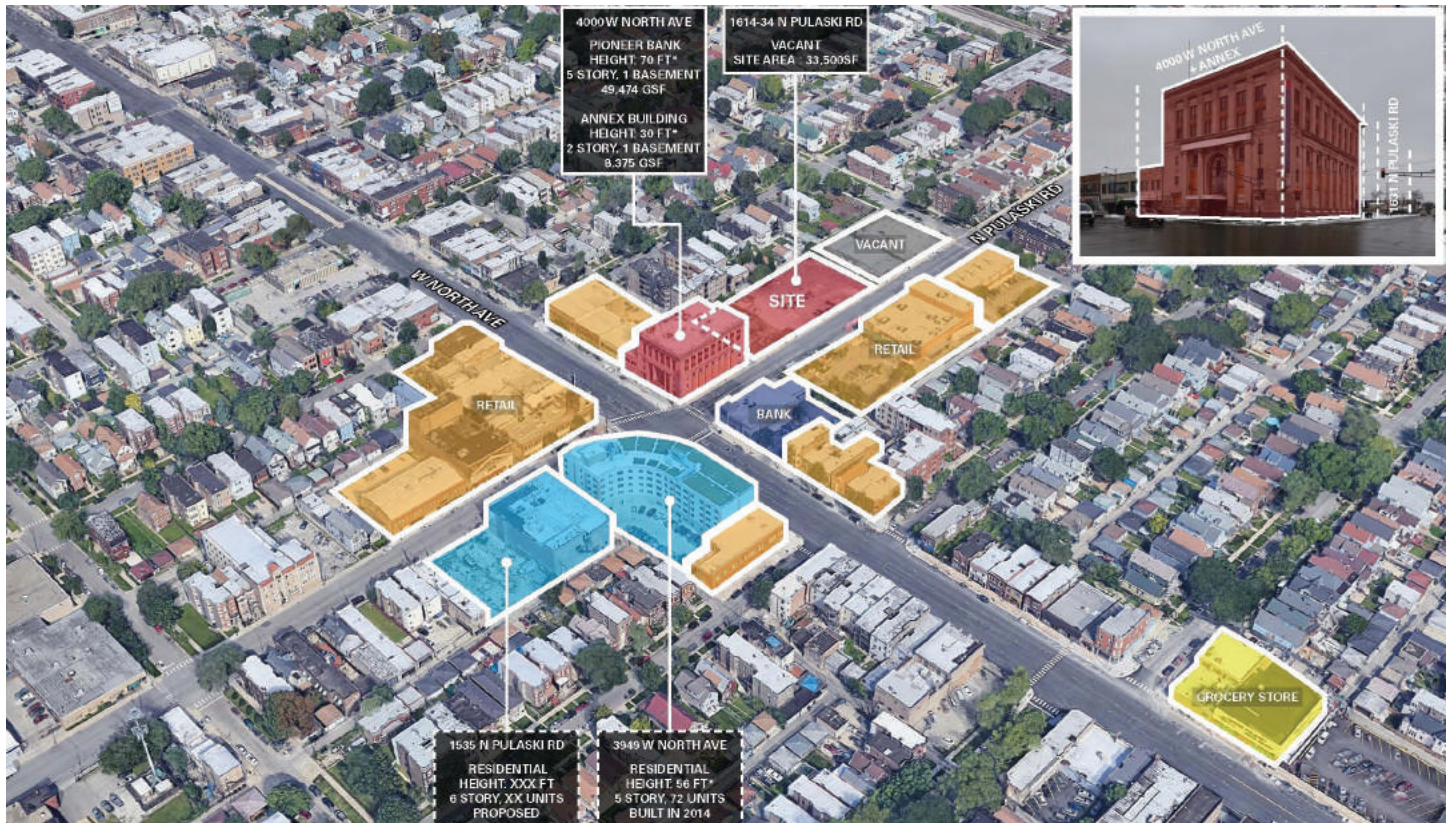 4000 W NORTH AVE
PIONEER BANK
HEIGHT: 70 FT*
5 STORY, 1 BASEMENT
49,474 GSF
ANNEX BUILDING
HEIGHT: 30 FT*
2 STORY, 1 BASEMENT
8,375 GSF
1614-34 N PULASKI RD
VACANT
SITE AREA : 33,500SF
4000 W NORTH AVE
+ ANNEX
1631 N PULASKI RD
N PULASKI RD
VACANT
W NORTH AVE
SITE
RETAIL
RETAIL
BANK
GROCERY STORE
1535 N PULASKI RD
RESIDENTIAL
HEIGHT: XXX FT
6 STORY, XX UNITS
PROPOSED
3949 W NORTH AVE
RESIDENTIAL
HEIGHT: 56 FT*
5 STORY, 72 UNITS
BUILT IN 2014